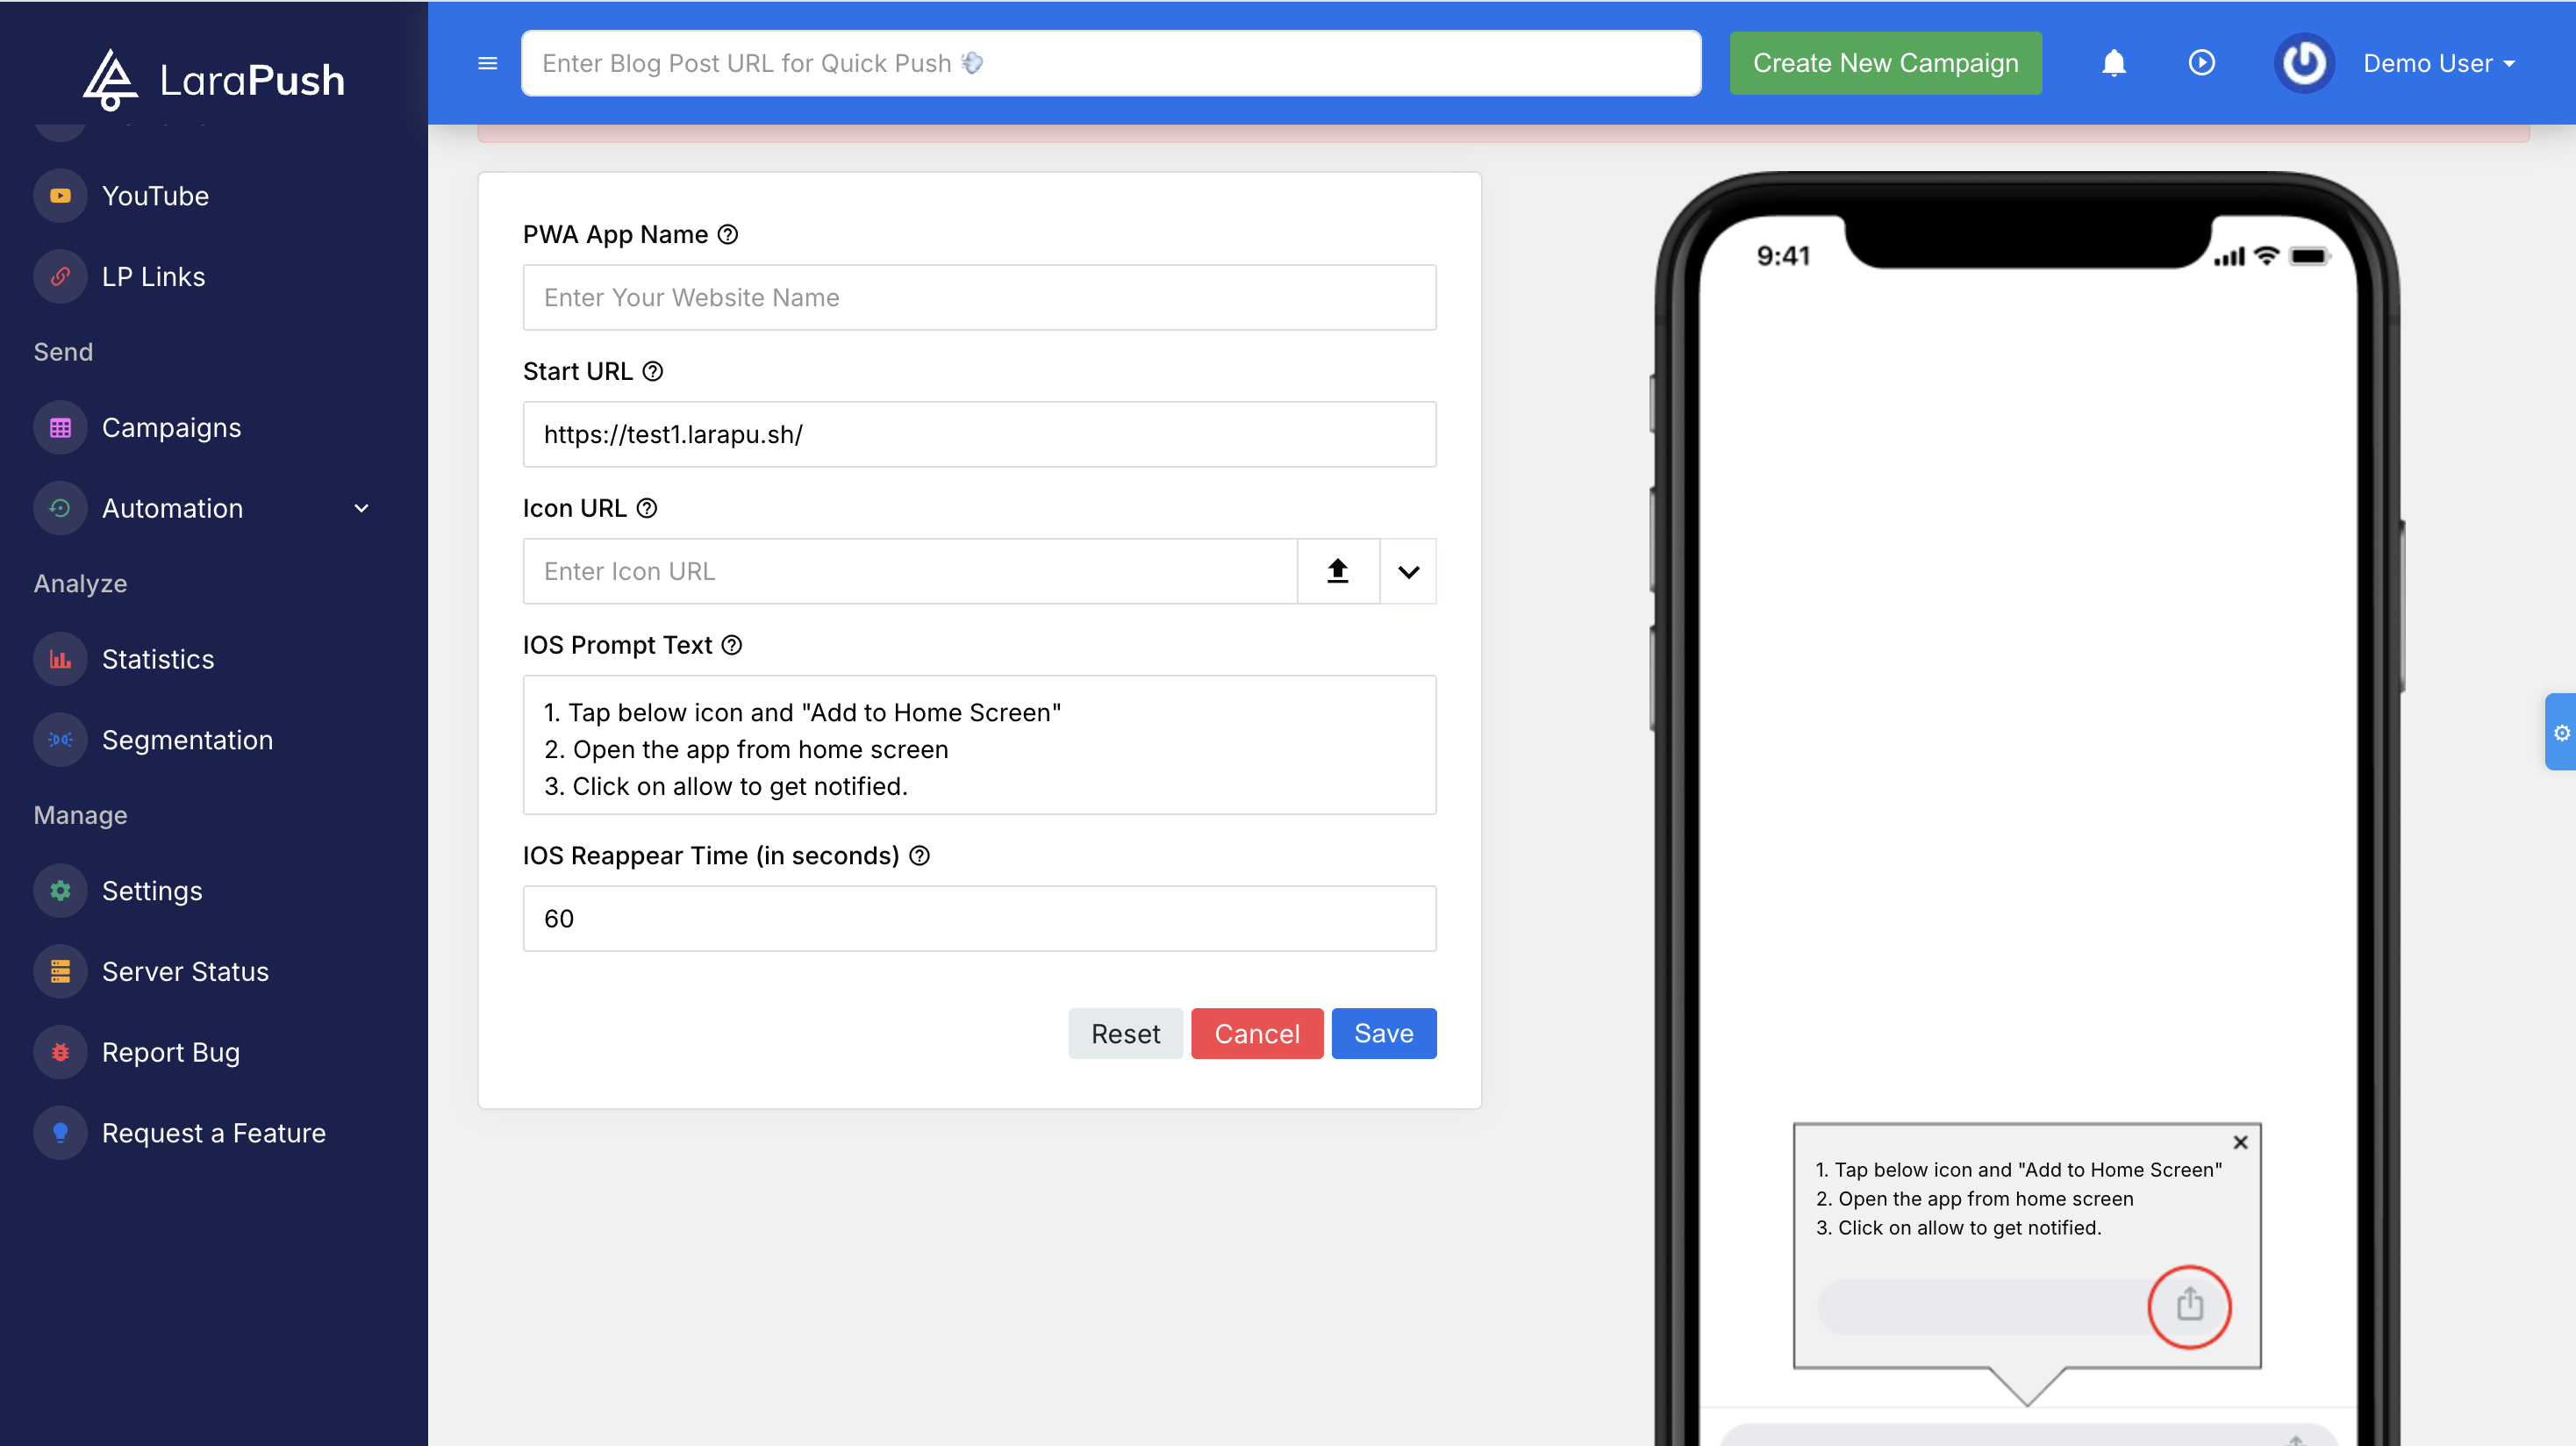 LaraPush
YouTube
LP Links
Send
Campaigns
Automation
Analyze
Statistics
Segmentation
Manage
Settings
Server Status
Report Bug
Request a Feature
Enter Blog Post URL for Quick Push 💨
Create New Campaign
Demo User
PWA App Name
Enter Your Website Name
Start URL
https://test1.larapu.sh/
Icon URL
Enter Icon URL
IOS Prompt Text
1. Tap below icon and "Add to Home Screen"
2. Open the app from home screen
3. Click on allow to get notified.
IOS Reappear Time (in seconds)
60
Reset
Cancel
Save
9:41
1. Tap below icon and "Add to Home Screen"
2. Open the app from home screen
3. Click on allow to get notified.